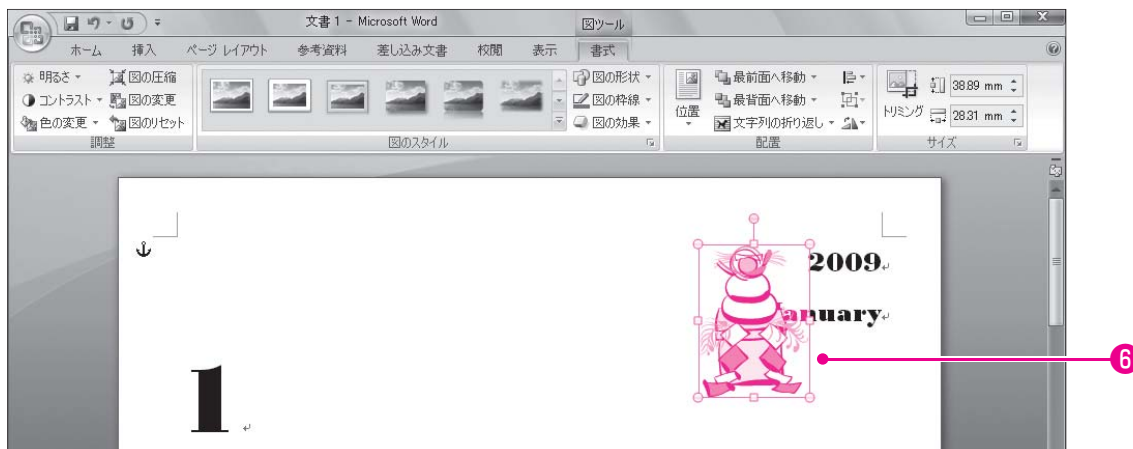 文書 1 - Microsoft Word 図ツール
ホーム 挿入 ページ レイアウト 参考資料 差し込み文書 校閲 表示 書式
明るさ 図の圧縮 図の形状 最前面へ移動 38.89 mm
コントラスト 図の変更 図の枠線 位置 最背面へ移動 トリミング
色の変更 図のリセット 図の効果 文字列の折り返し 28.31 mm
調整 図のスタイル 配置 サイズ
2009
January
6
1